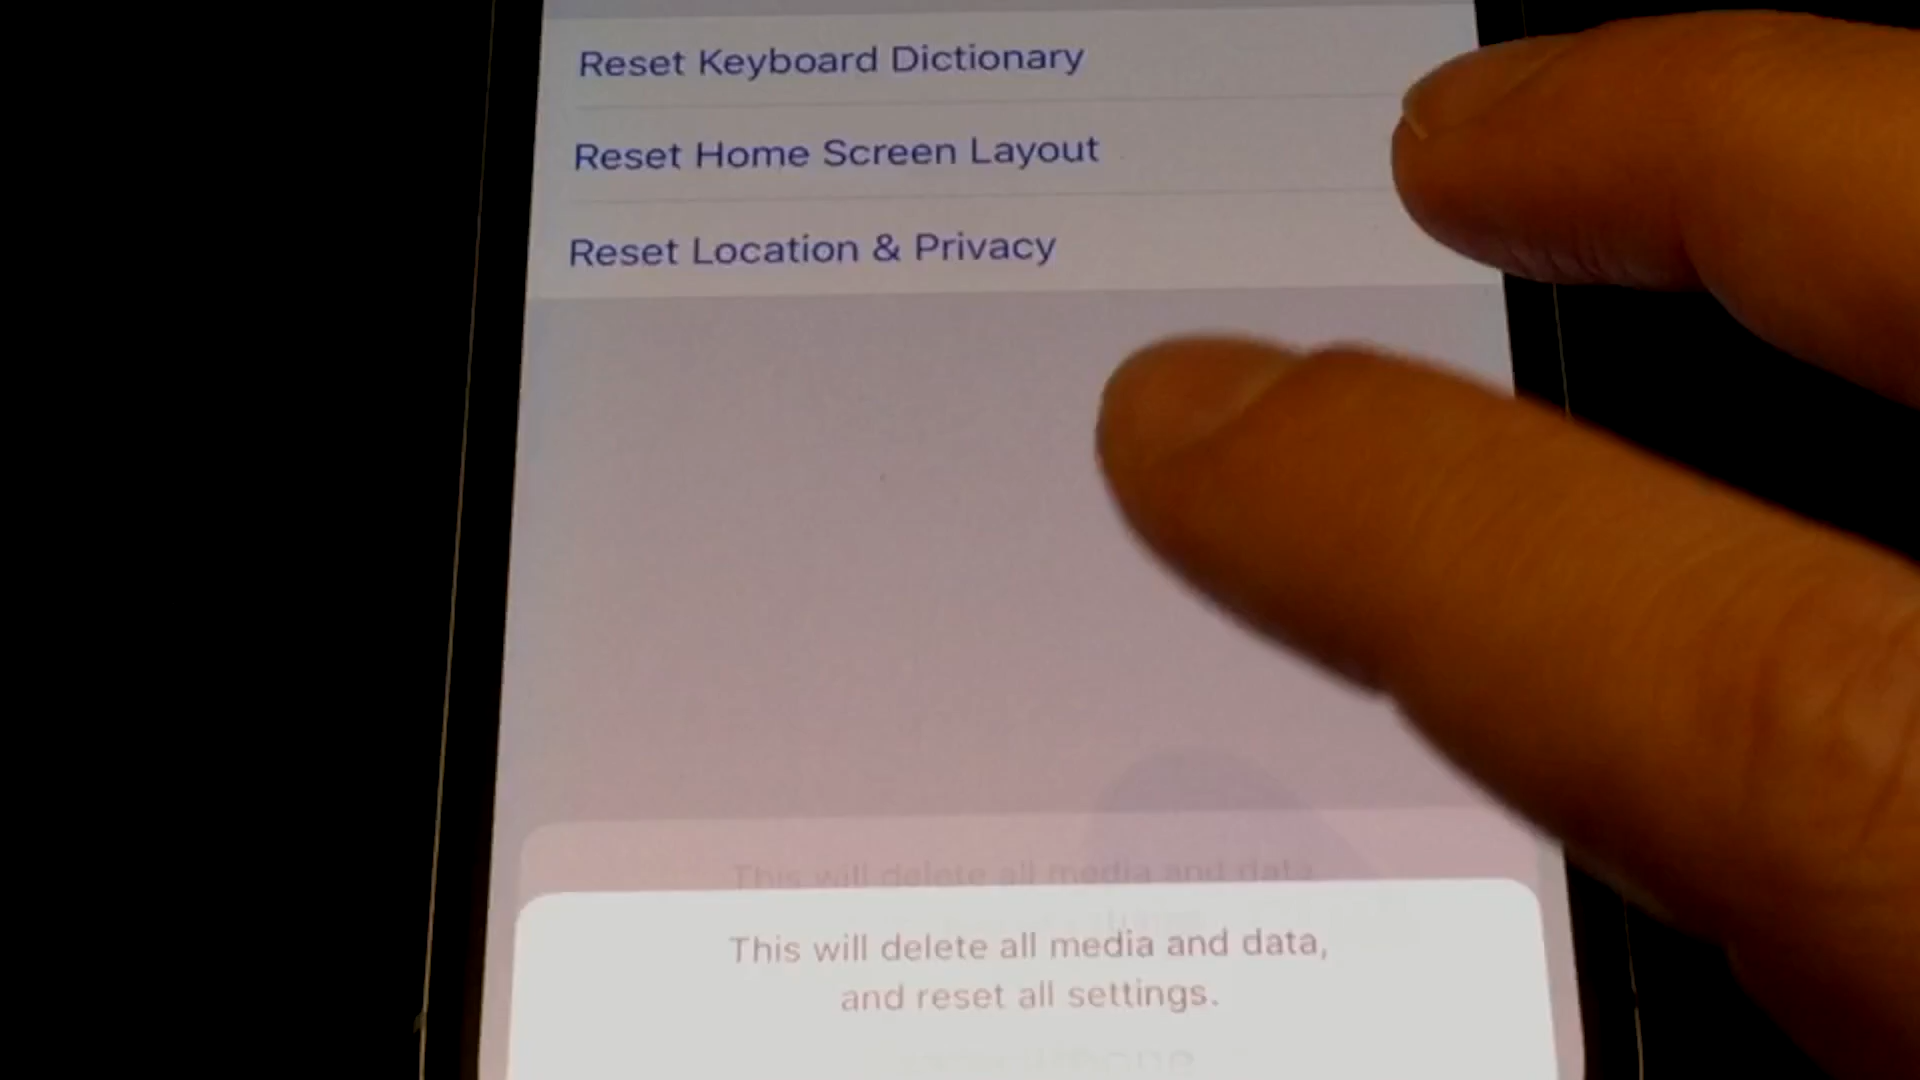 Reset Keyboard Dictionary
Reset Home Screen Layout
Reset Location & Privacy
This will delete all media and data
This will delete all media and data,
and reset all settings.